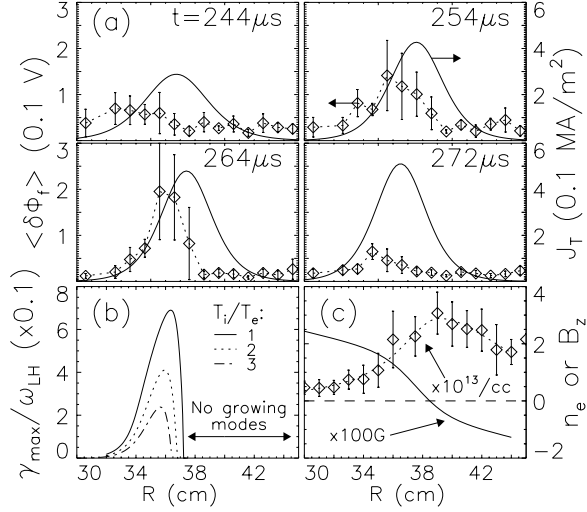 3
2
1
0
(a)
t=244μs
254μs
6
4
2
0
3
2
1
0
264μs
272μs
6
4
2
0
<δΦf> (0.1 V)
JT (0.1 MA/m²)
8
6
4
2
0
(b)
Ti/Te:
1
2
3
No growing
modes
γmax/ωLH (x0.1)
30 34 38 42
R (cm)
(c)
x10¹³/cc
x100G
4
2
0
−2
ne or Bz
30 34 38 42
R (cm)